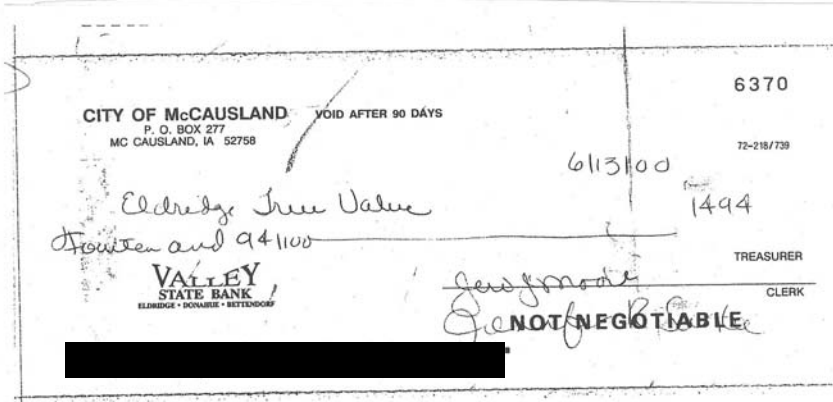 6370
CITY OF McCAUSLAND VOID AFTER 90 DAYS
P. O. BOX 277
MC CAUSLAND, IA 52758
72-218/739
6/13/00
Eldridge True Value 1494
Fourteen and 94/100
TREASURER
VALLEY
STATE BANK
ELDRIDGE • DONAHUE • BETTENDORF
Moore
CLERK
NOT NEGOTIABLE